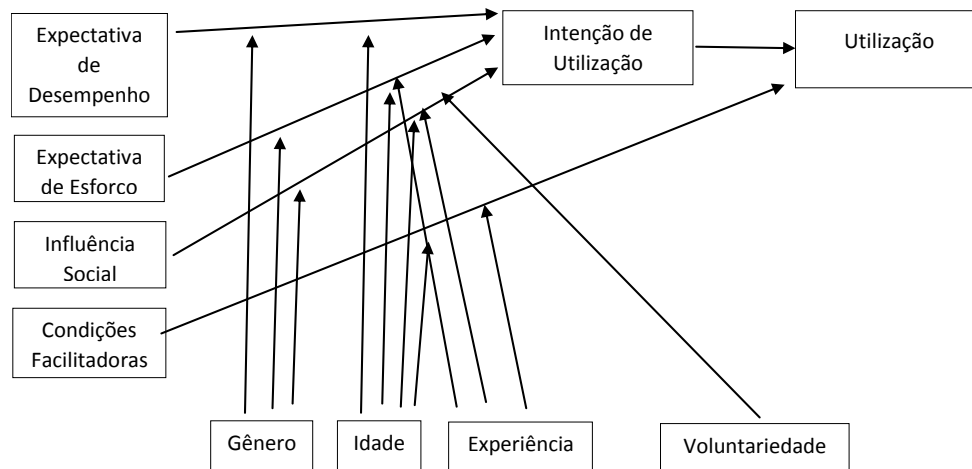 Expectativa
de
Desempenho
Intenção de
Utilização
Utilização
Expectativa
de Esforco
Influência
Social
Condições
Facilitadoras
Gênero
Idade
Experiência
Voluntariedade